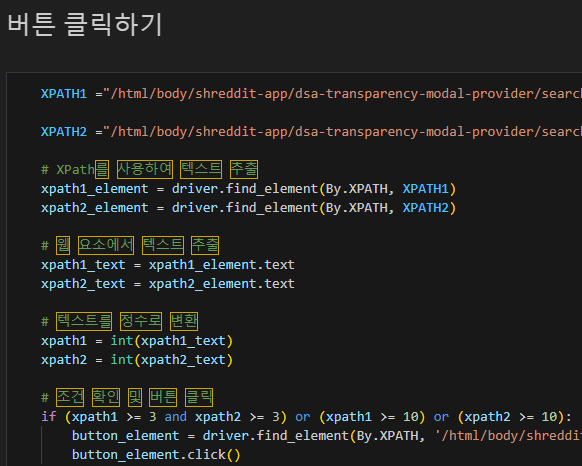 버튼 클릭하기
XPATH1 ="/html/body/shreddit-app/dsa-transparency-modal-provider/search
XPATH2 ="/html/body/shreddit-app/dsa-transparency-modal-provider/search
# XPath를 사용하여 텍스트 추출
xpath1_element = driver.find_element(By.XPATH, XPATH1)
xpath2_element = driver.find_element(By.XPATH, XPATH2)
# 웹 요소에서 텍스트 추출
xpath1_text = xpath1_element.text
xpath2_text = xpath2_element.text
# 텍스트를 정수로 변환
xpath1 = int(xpath1_text)
xpath2 = int(xpath2_text)
# 조건 확인 및 버튼 클릭
if (xpath1 >= 3 and xpath2 >= 3) or (xpath1 >= 10) or (xpath2 >= 10):
button_element = driver.find_element(By.XPATH, '/html/body/shreddit
button_element.click()